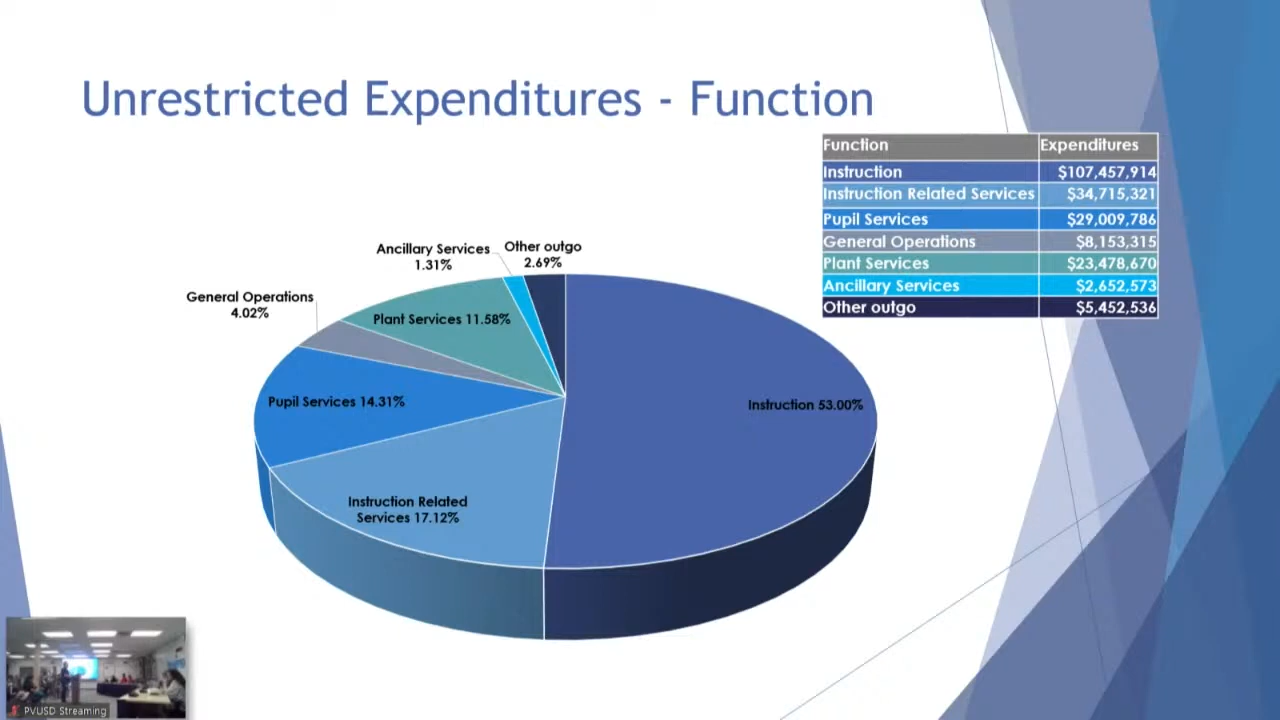 Unrestricted Expenditures - Function
Function Expenditures
Instruction $107,457,914
Instruction Related Services $34,715,321
Pupil Services $29,009,786
General Operations $8,153,315
Plant Services $23,478,670
Ancillary Services $2,652,573
Other outgo $5,452,536
Ancillary Services
1.31%
Other outgo
2.69%
General Operations
4.02%
Plant Services 11.58%
Pupil Services 14.31%
Instruction 53.00%
Instruction Related
Services 17.12%
PVUSD Streaming